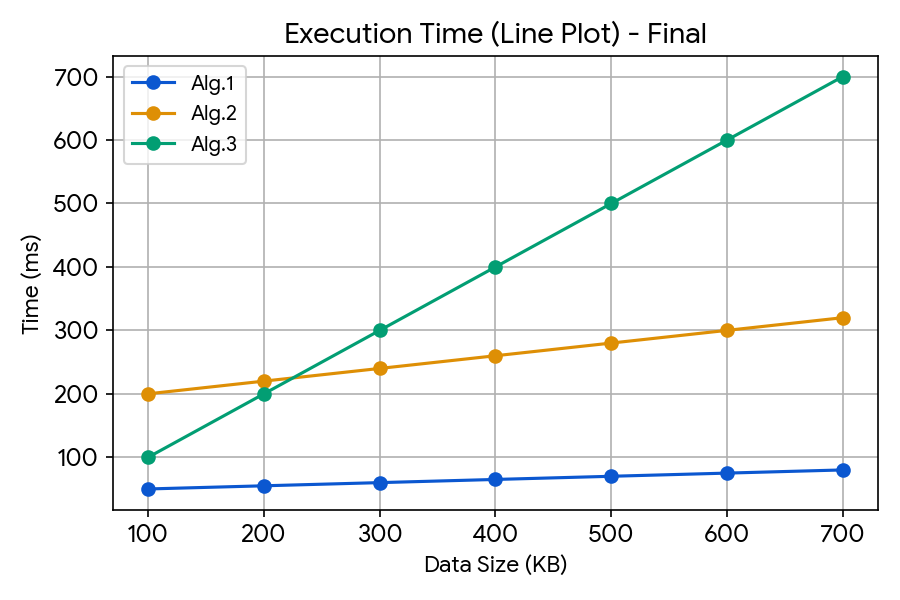 Execution Time (Line Plot) - Final
Alg.1
Alg.2
Alg.3
700
600
500
400
300
200
100
Time (ms)
100 200 300 400 500 600 700
Data Size (KB)